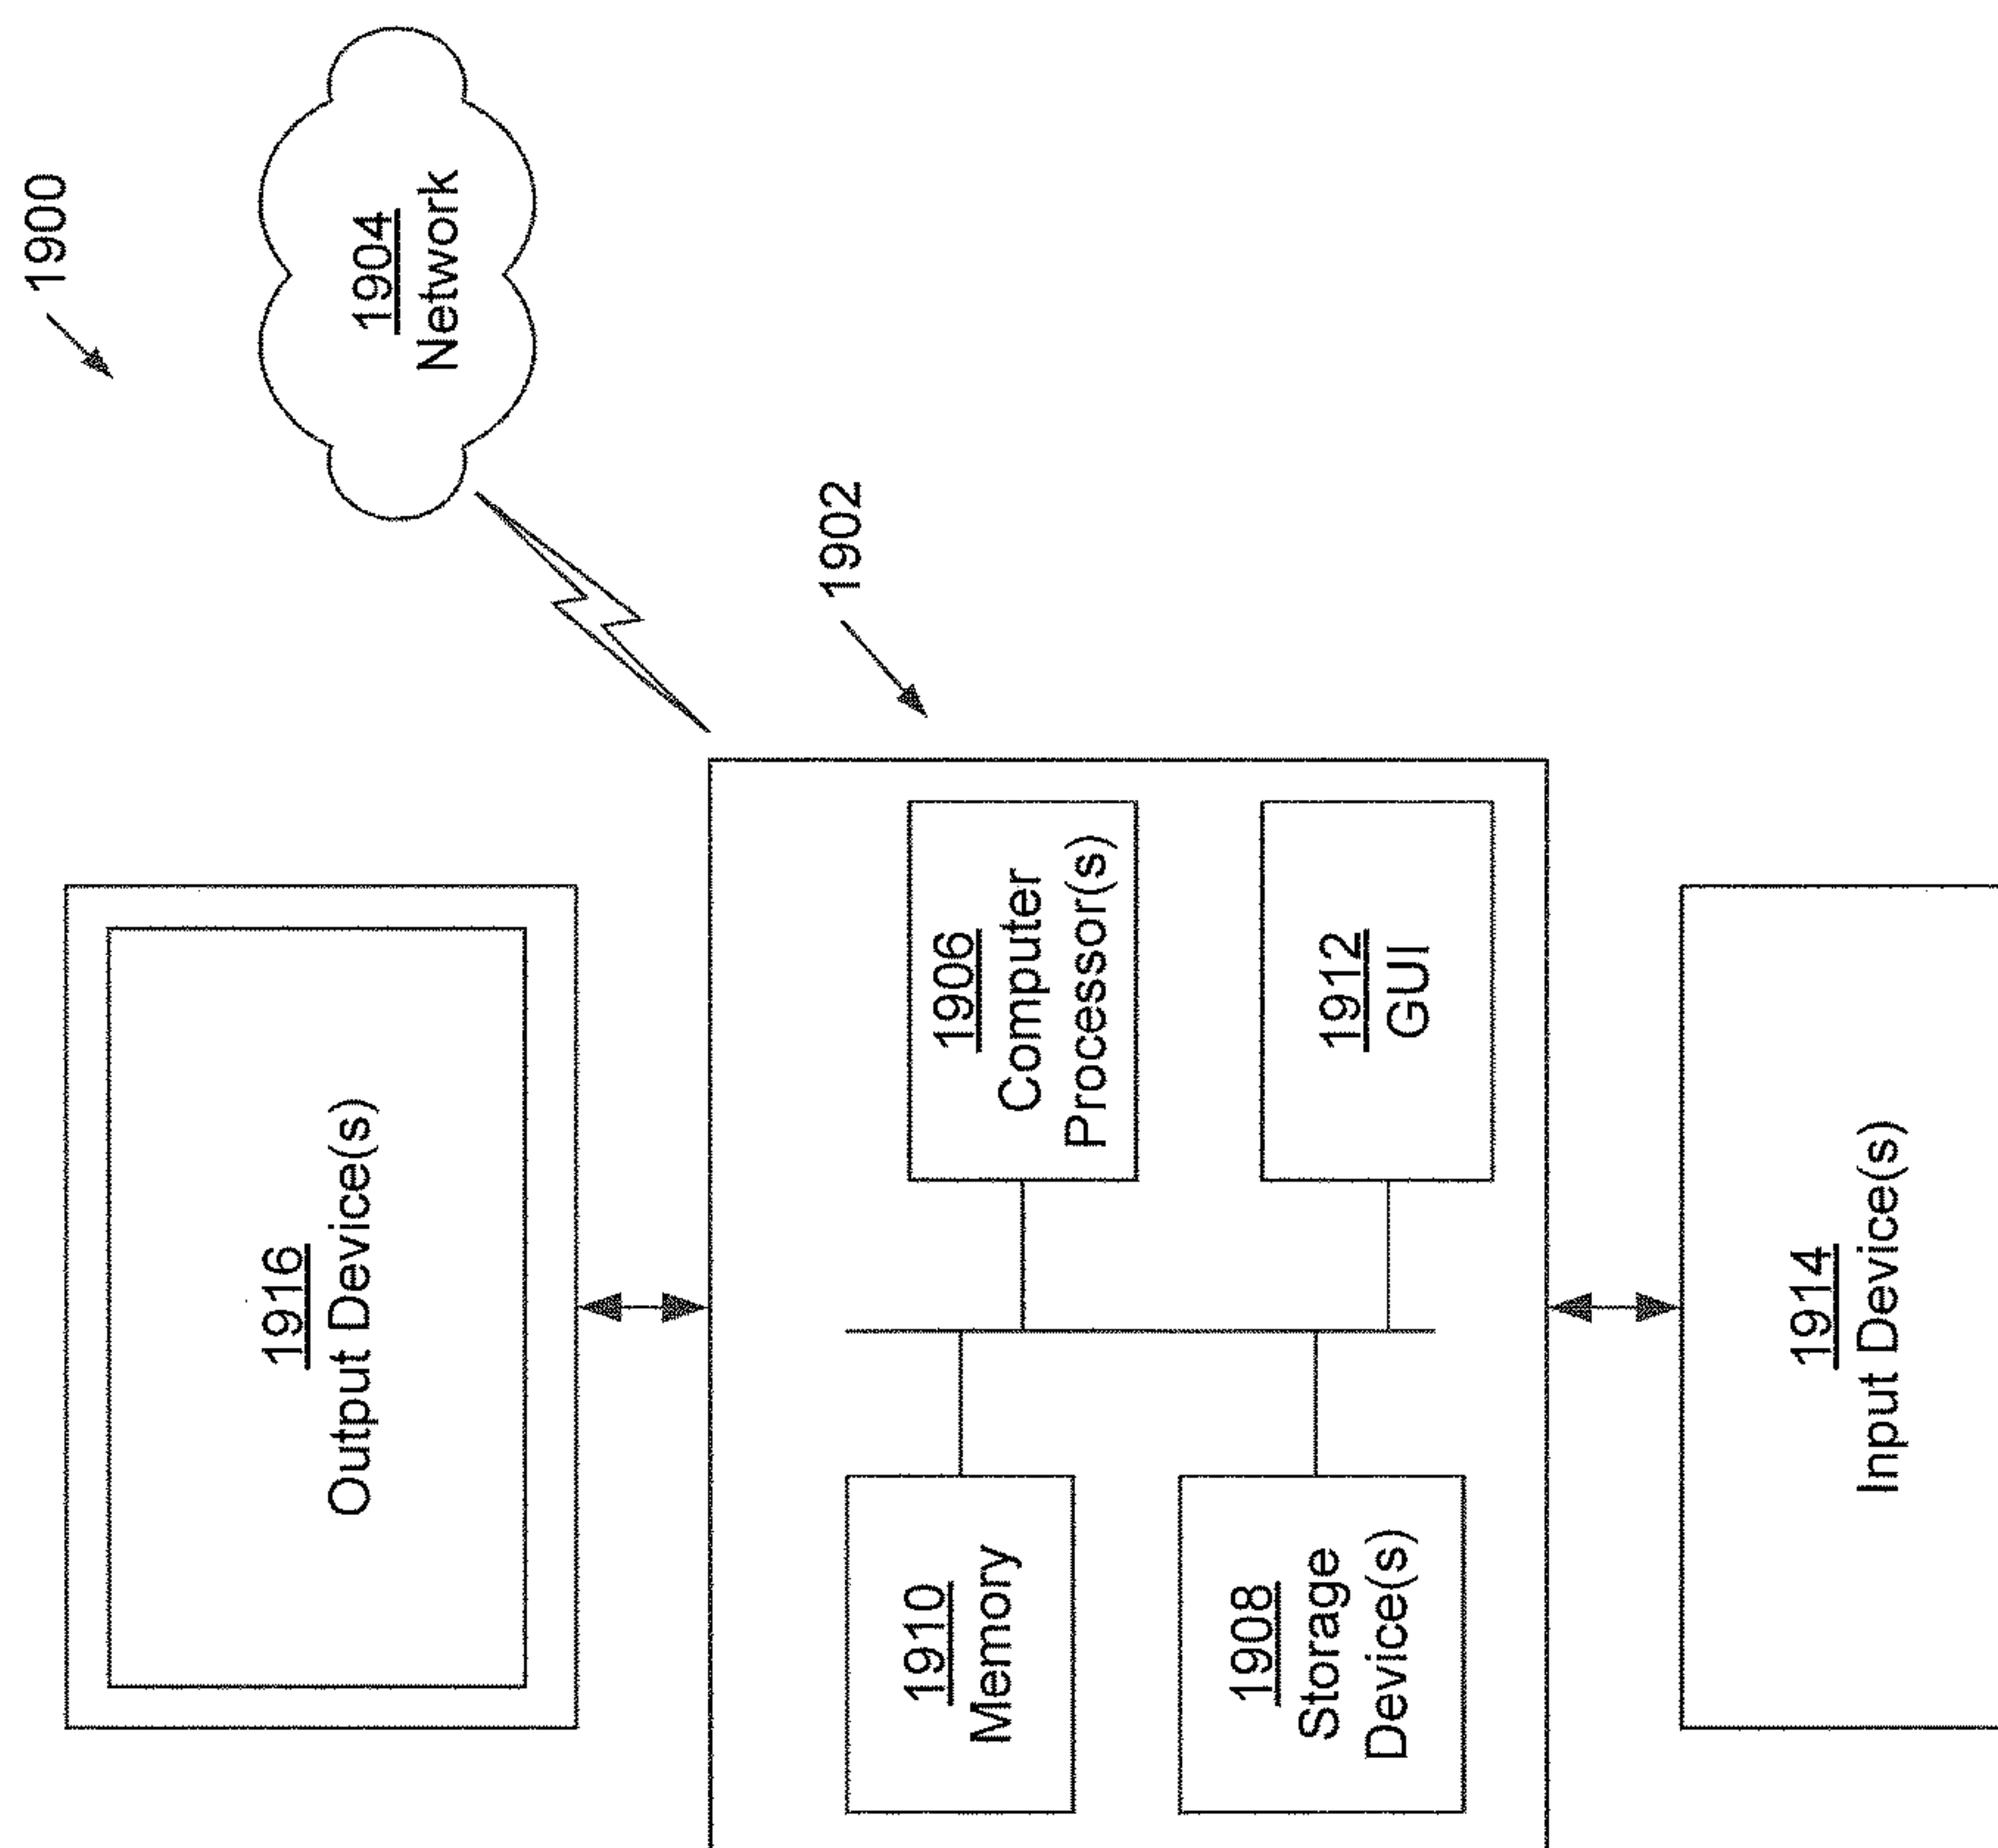 1900
1916
Output Device(s)
1904
Network
1902
1910
Memory
1906
Computer
Processor(s)
1908
Storage
Device(s)
1912
GUI
1914
Input Device(s)